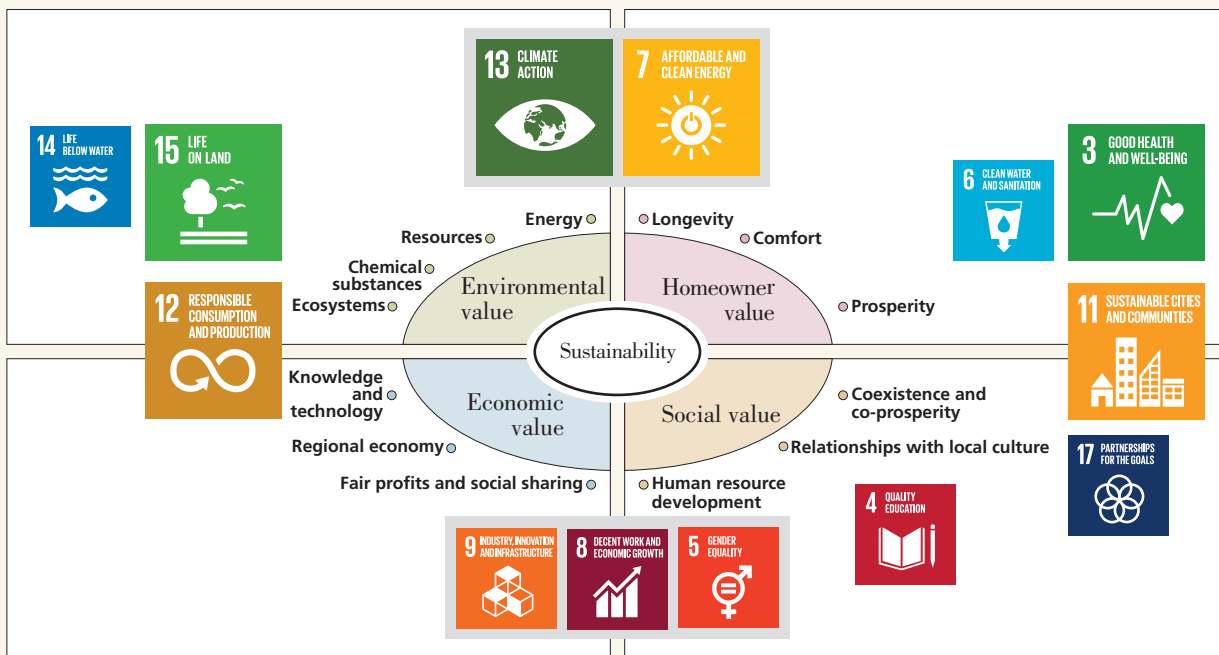 13 CLIMATE
ACTION
7 AFFORDABLE AND
CLEAN ENERGY
14 LIFE
BELOW WATER
15 LIFE
ON LAND
6 CLEAN WATER
AND SANITATION
3 GOOD HEALTH
AND WELL-BEING
Energy
Resources
Chemical
substances
Ecosystems
Environmental
value
Longevity
Comfort
Prosperity
Homeowner
value
12 RESPONSIBLE
CONSUMPTION
AND PRODUCTION
11 SUSTAINABLE CITIES
AND COMMUNITIES
Sustainability
Knowledge
and
technology
Regional economy
Fair profits and social sharing
Economic
value
Social value
Coexistence and
co-prosperity
Relationships with local culture
Human resource
development
17 PARTNERSHIPS
FOR THE GOALS
4 QUALITY
EDUCATION
9 INDUSTRY, INNOVATION
AND INFRASTRUCTURE
8 DECENT WORK AND
ECONOMIC GROWTH
5 GENDER
EQUALITY